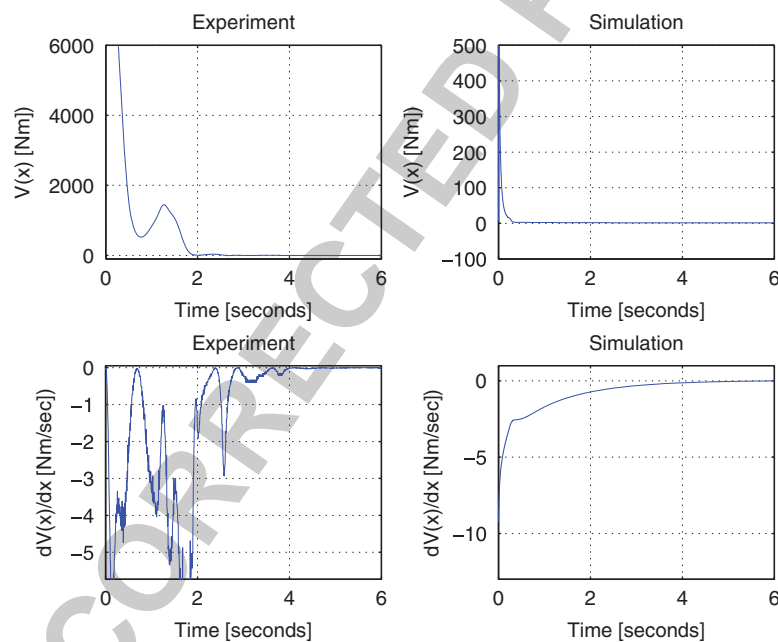 Experiment
6000
4000
2000
0
V(x) [Nm])
0 2 4 6
Time [seconds]
Simulation
500
400
300
200
100
0
−100
V(x) [Nm])
0 2 4 6
Time [seconds]
Experiment
0
−1
−2
−3
−4
−5
dV(x)/dx [Nm/sec])
0 2 4 6
Time [seconds]
Simulation
0
−5
−10
dV(x)/dx [Nm/sec])
0 2 4 6
Time [seconds]
CORRECTED